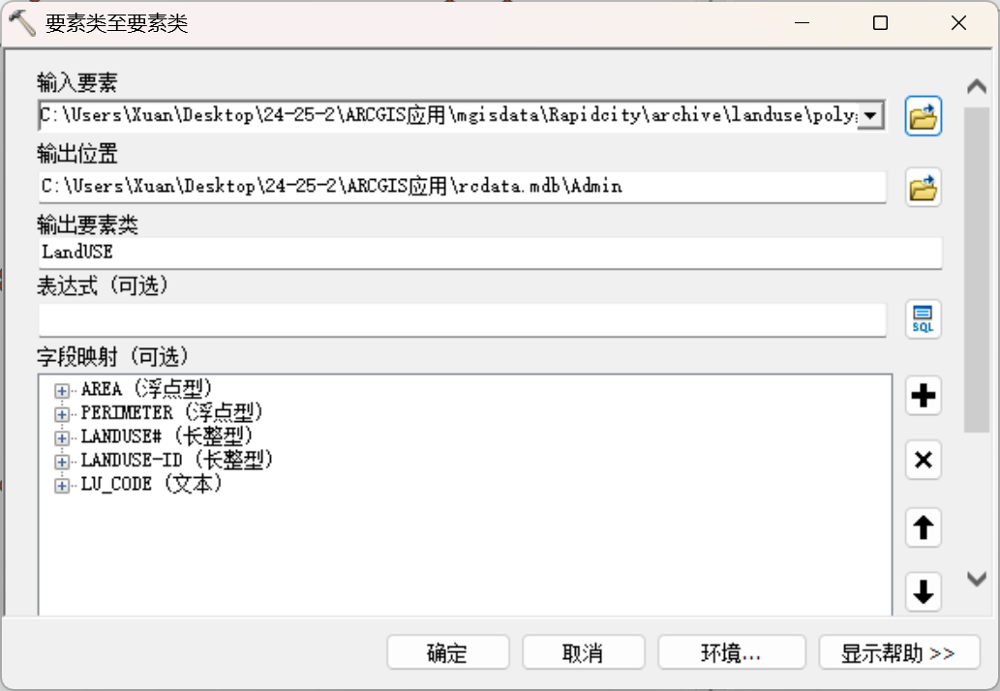 要素类至要素类
输入要素
C:\Users\Xuan\Desktop\24-25-2\ARCGIS应用\mgisdata\Rapidcity\archive\landuse\poly
输出位置
C:\Users\Xuan\Desktop\24-25-2\ARCGIS应用\rcdata.mdb\Admin
输出要素类
LandUSE
表达式（可选）
SQL
字段映射（可选）
AREA（浮点型）
PERIMETER（浮点型）
LANDUSE#（长整型）
LANDUSE-ID（长整型）
LU_CODE（文本）
确定 取消 环境... 显示帮助 >>